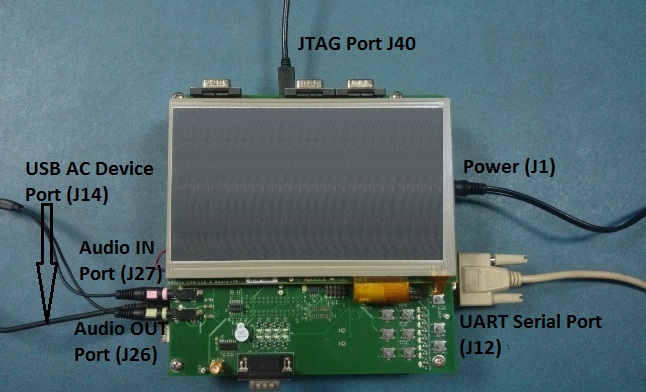 JTAG Port J40
USB AC Device
Port (J14)
Power (J1)
Audio IN
Port (J27)
Audio OUT
Port (J26)
UART Serial Port
(J12)